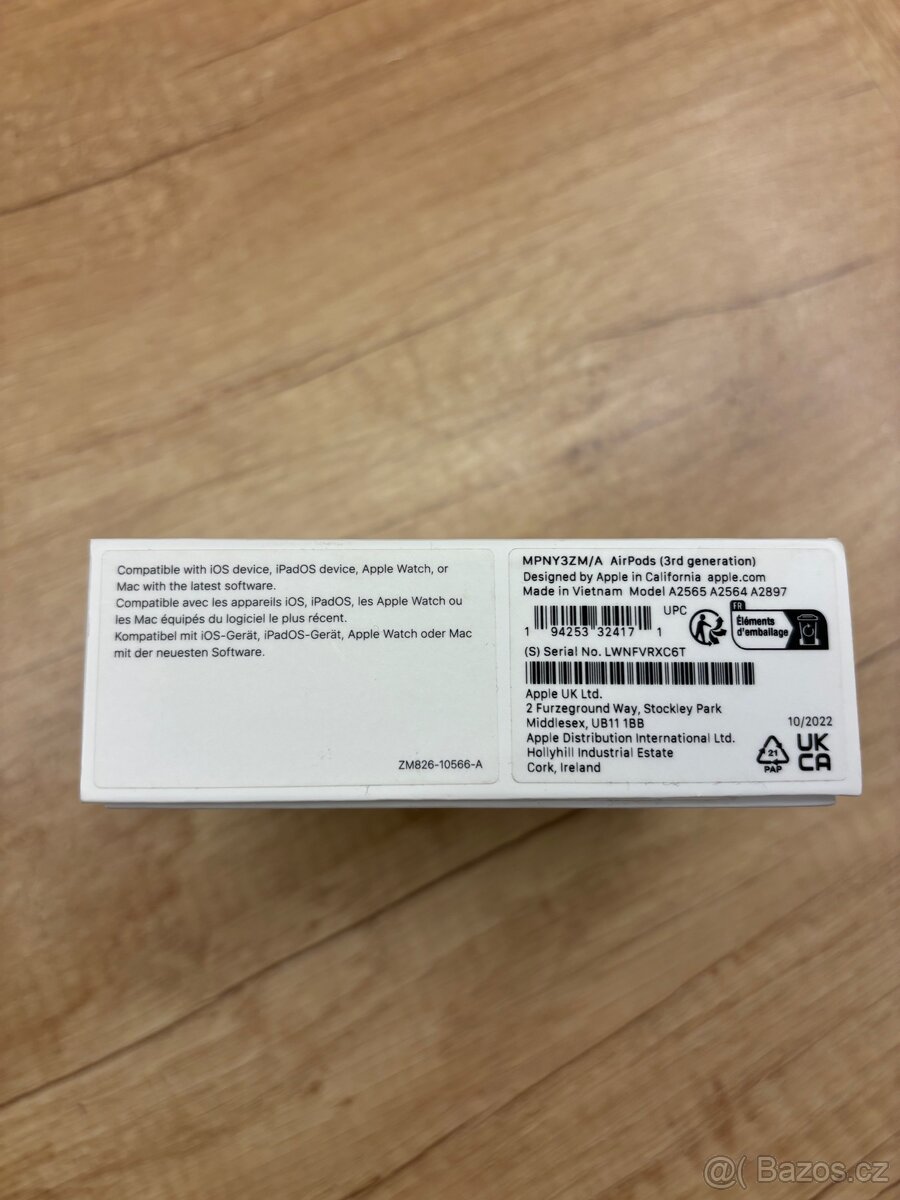 Compatible with iOS device, iPadOS device, Apple Watch, or
Mac with the latest software.
Compatible avec les appareils iOS, iPadOS, les Apple Watch ou
les Mac équipés du logiciel le plus récent.
Kompatibel mit iOS-Gerät, iPadOS-Gerät, Apple Watch oder Mac
mit der neuesten Software.
ZM826-10566-A
MPNY3ZM/A AirPods (3rd generation)
Designed by Apple in California apple.com
Made in Vietnam Model A2565 A2564 A2897
UPC
1 94253 32417 1
FR
Éléments
d'emballage
(S) Serial No. LWNFVRXC6T
Apple UK Ltd.
2 Furzeground Way, Stockley Park
Middlesex, UB11 1BB
Apple Distribution International Ltd.
Hollyhill Industrial Estate
Cork, Ireland
10/2022
21
PAP
UK
CA
@( Bazos.cz